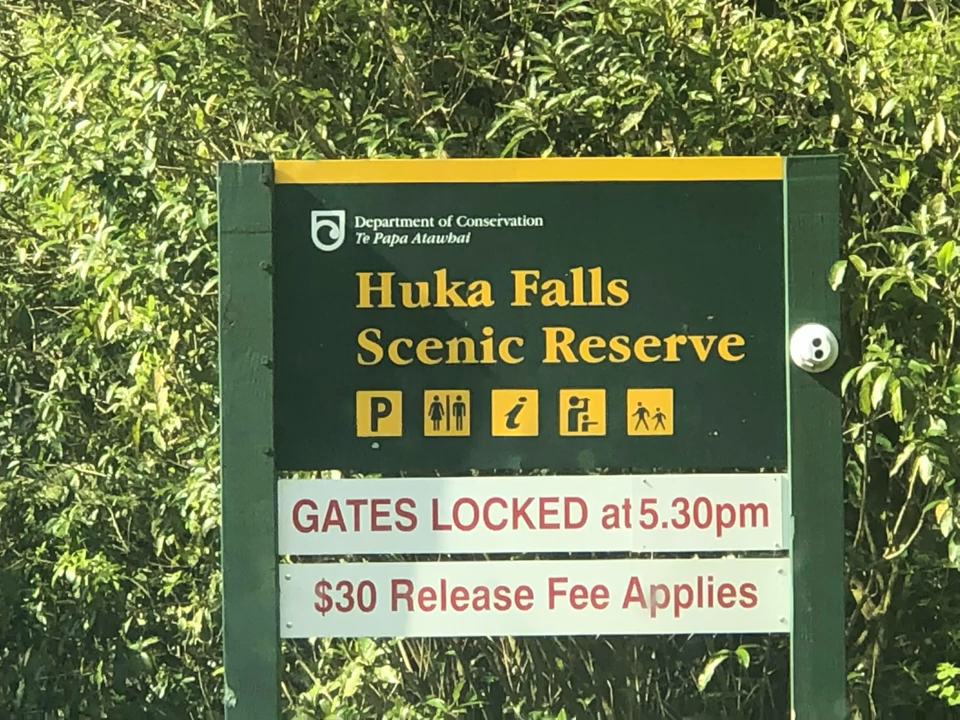 Department of Conservation
Te Papa Atawhai
Huka Falls
Scenic Reserve
P
i
GATES LOCKED at 5.30pm
$30 Release Fee Applies